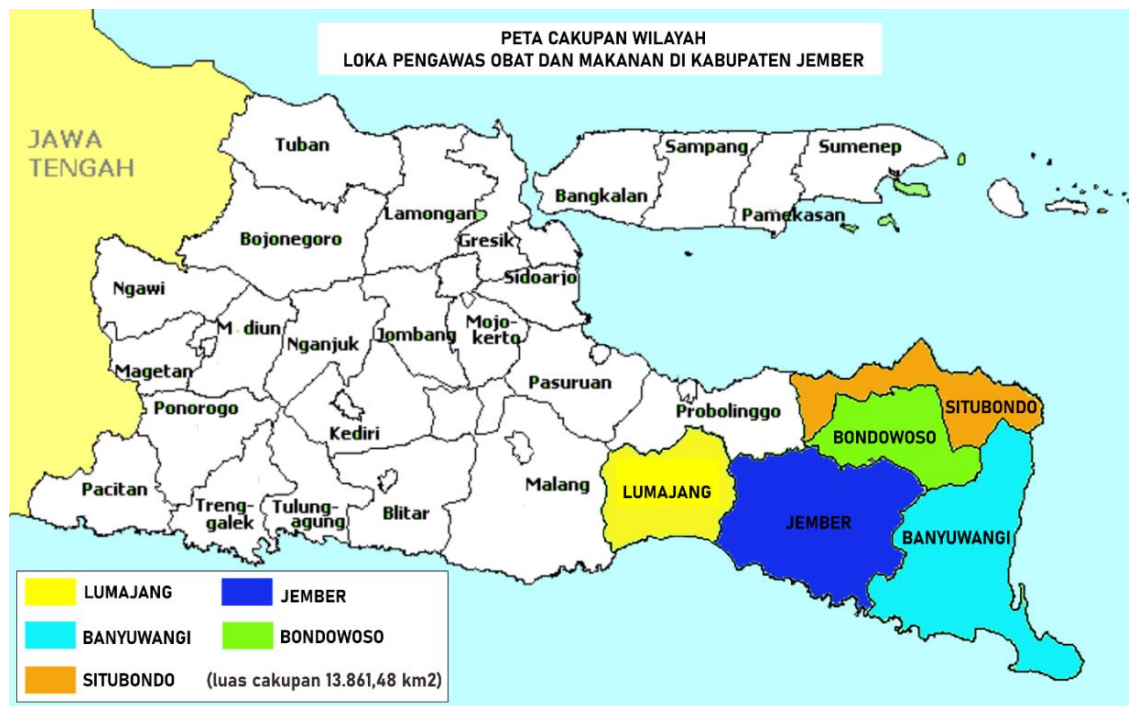 PETA CAKUPAN WILAYAH
LOKA PENGAWAS OBAT DAN MAKANAN DI KABUPATEN JEMBER
JAWA
TENGAH
Tuban
Bojonegoro
Lamongan
Gresik
Bangkalan
Sampang
Pamekasan
Sumenep
Sidoarjo
Ngawi
M diun
Magetan
Nganjuk
Jombang
Mojo-
kerto
Ponorogo
Kediri
Pasuruan
Probolinggo
Pacitan
Treng-
galek
Tulung-
agung
Blitar
Malang
LUMAJANG
JEMBER
BONDOWOSO
SITUBONDO
BANYUWANGI
LUMAJANG
JEMBER
BANYUWANGI
BONDOWOSO
SITUBONDO
(luas cakupan 13.861,48 km2)